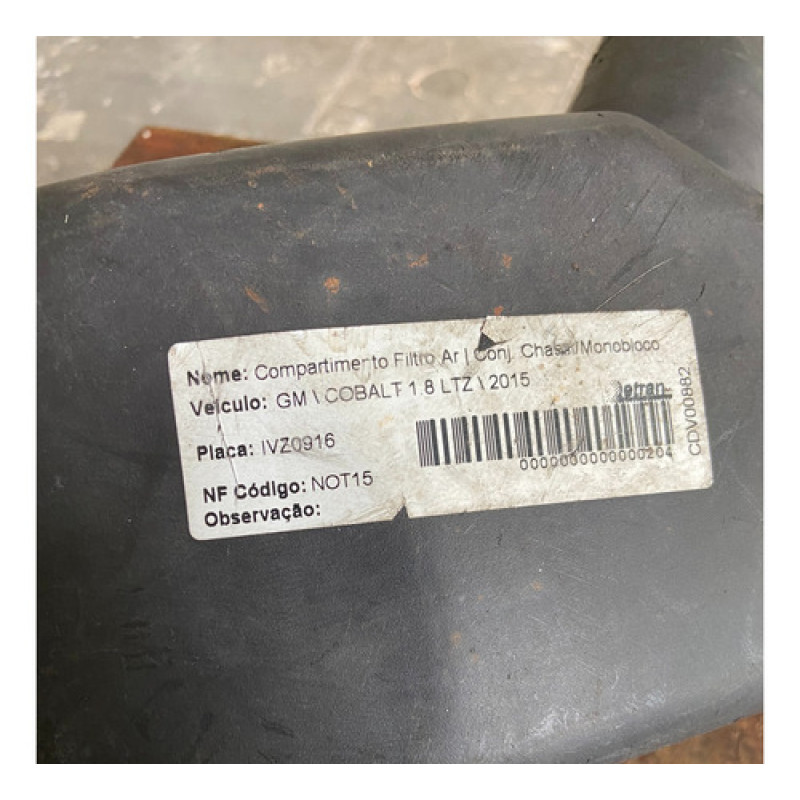 Nome: Compartimento Filtro Ar | Conj. Chassi/Monobloco
Veículo: GM \ COBALT 1.8 LTZ \ 2015
Detran
Placa: IVZ0916
0000000000000204
NF Código: NOT15
Observação:
CDV00882